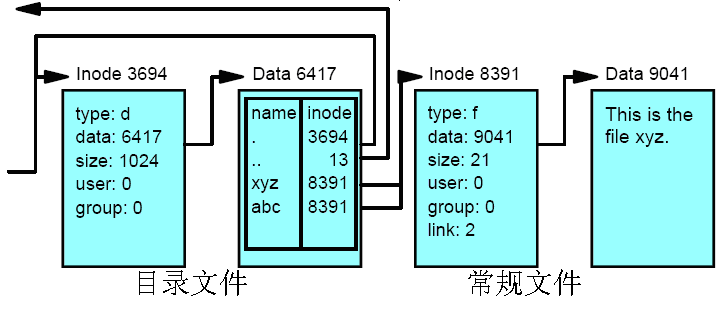 Inode 3694
type: d
data: 6417
size: 1024
user: 0
group: 0
Data 6417
name inode
. 3694
.. 13
xyz 8391
abc 8391
目录文件
Inode 8391
type: f
data: 9041
size: 21
user: 0
group: 0
link: 2
Data 9041
This is the
file xyz.
常规文件